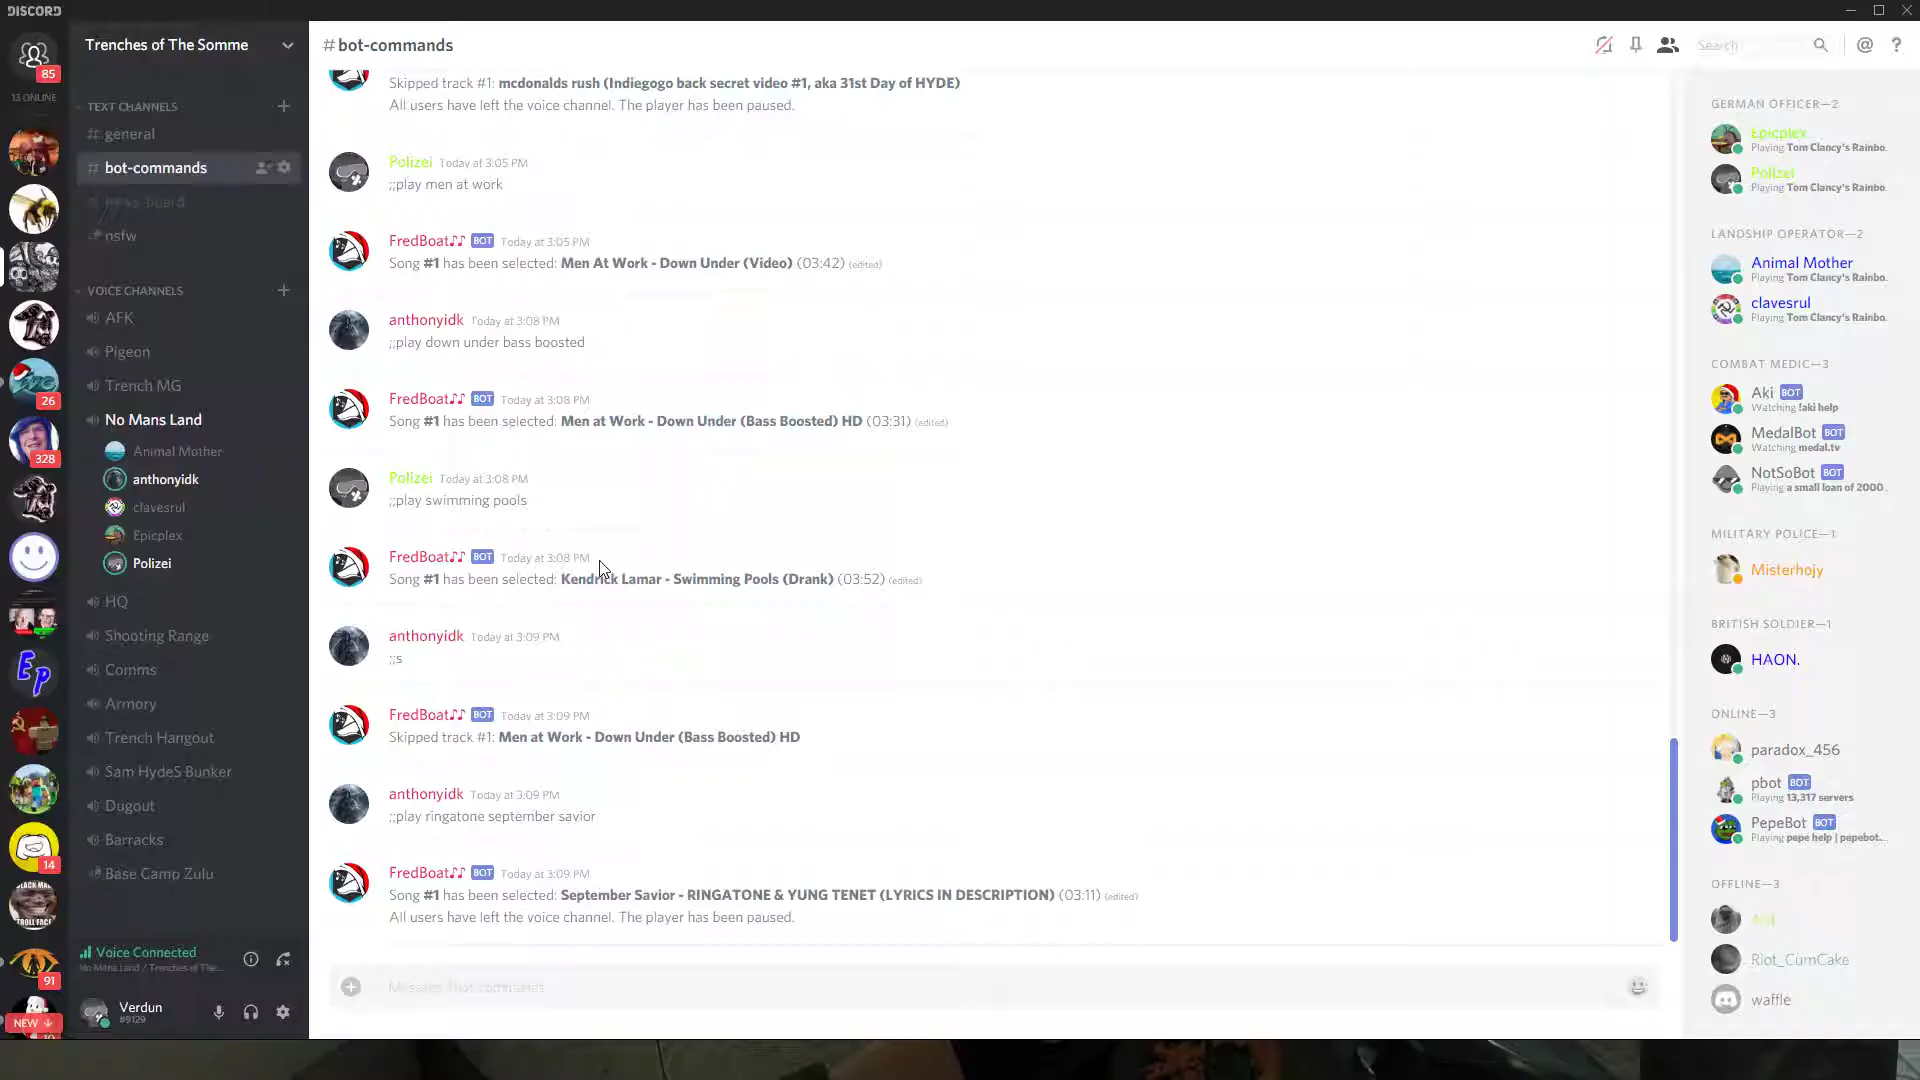 DISCORD
85
13 ONLINE
26
328
14
91
NEW
Trenches of The Somme
TEXT CHANNELS
general
bot-commands
nsfw
VOICE CHANNELS
AFK
Pigeon
Trench MG
No Mans Land
Animal Mother
anthonyidk
clavesrul
Epicplex
Polizei
HQ
Shooting Range
Comms
Armory
Trench Hangout
Sam HydeS Bunker
Dugout
Barracks
Base Camp Zulu
Voice Connected
No Mans Land / Trenches of The...
Verdun
#9129
# bot-commands
Search
Skipped track #1: mcdonalds rush (Indiegogo back secret video #1, aka 31st Day of HYDE)
All users have left the voice channel. The player has been paused.
Polizei Today at 3:05 PM
;;play men at work
FredBoat♪♪ BOT Today at 3:05 PM
Song #1 has been selected: Men At Work - Down Under (Video) (03:42) (edited)
anthonyidk Today at 3:08 PM
;;play down under bass boosted
FredBoat♪♪ BOT Today at 3:08 PM
Song #1 has been selected: Men at Work - Down Under (Bass Boosted) HD (03:31) (edited)
Polizei Today at 3:08 PM
;;play swimming pools
FredBoat♪♪ BOT Today at 3:08 PM
Song #1 has been selected: Kendrick Lamar - Swimming Pools (Drank) (03:52) (edited)
anthonyidk Today at 3:09 PM
;;s
FredBoat♪♪ BOT Today at 3:09 PM
Skipped track #1: Men at Work - Down Under (Bass Boosted) HD
anthonyidk Today at 3:09 PM
;;play ringatone september savior
FredBoat♪♪ BOT Today at 3:09 PM
Song #1 has been selected: September Savior - RINGATONE & YUNG TENET (LYRICS IN DESCRIPTION) (03:11) (edited)
All users have left the voice channel. The player has been paused.
Message #bot-commands
GERMAN OFFICER—2
Epicplex
Playing Tom Clancy's Rainbo...
Polizei
Playing Tom Clancy's Rainbo...
LANDSHIP OPERATOR—2
Animal Mother
Playing Tom Clancy's Rainbo...
clavesrul
Playing Tom Clancy's Rainbo...
COMBAT MEDIC—3
Aki BOT
Watching !aki help
MedalBot BOT
Watching medal.tv
NotSoBot BOT
Playing a small loan of 2000...
MILITARY POLICE—1
Misterhojy
BRITISH SOLDIER—1
HAON.
ONLINE—3
paradox_456
pbot BOT
Playing 13,317 servers
PepeBot BOT
Playing pepe help | pepebot...
OFFLINE—3
Riot_CumCake
waffle